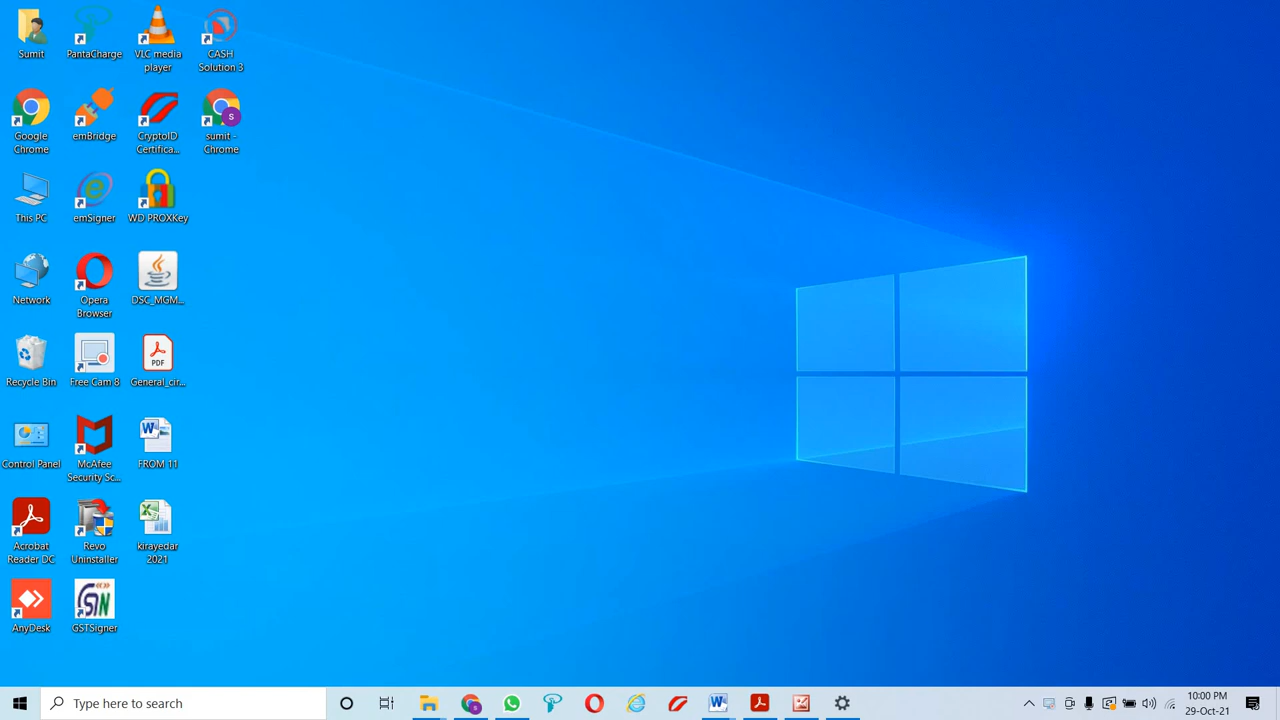 Sumit
PantaCharge
VLC media
player
CASH
Solution 3
Google
Chrome
emBridge
CryptoID
Certifica...
S
sumit -
Chrome
This PC
emSigner
WD PROXKey
Network
Opera
Browser
DSC_MGM...
Recycle Bin
Free Cam 8
PDF
General_cir...
Control Panel
McAfee
Security Sc...
W
FROM 11
Acrobat
Reader DC
Revo
Uninstaller
X
kirayedar
2021
AnyDesk
GSIN
GSTSigner
Type here to search
S
W
10:00 PM
29-Oct-21